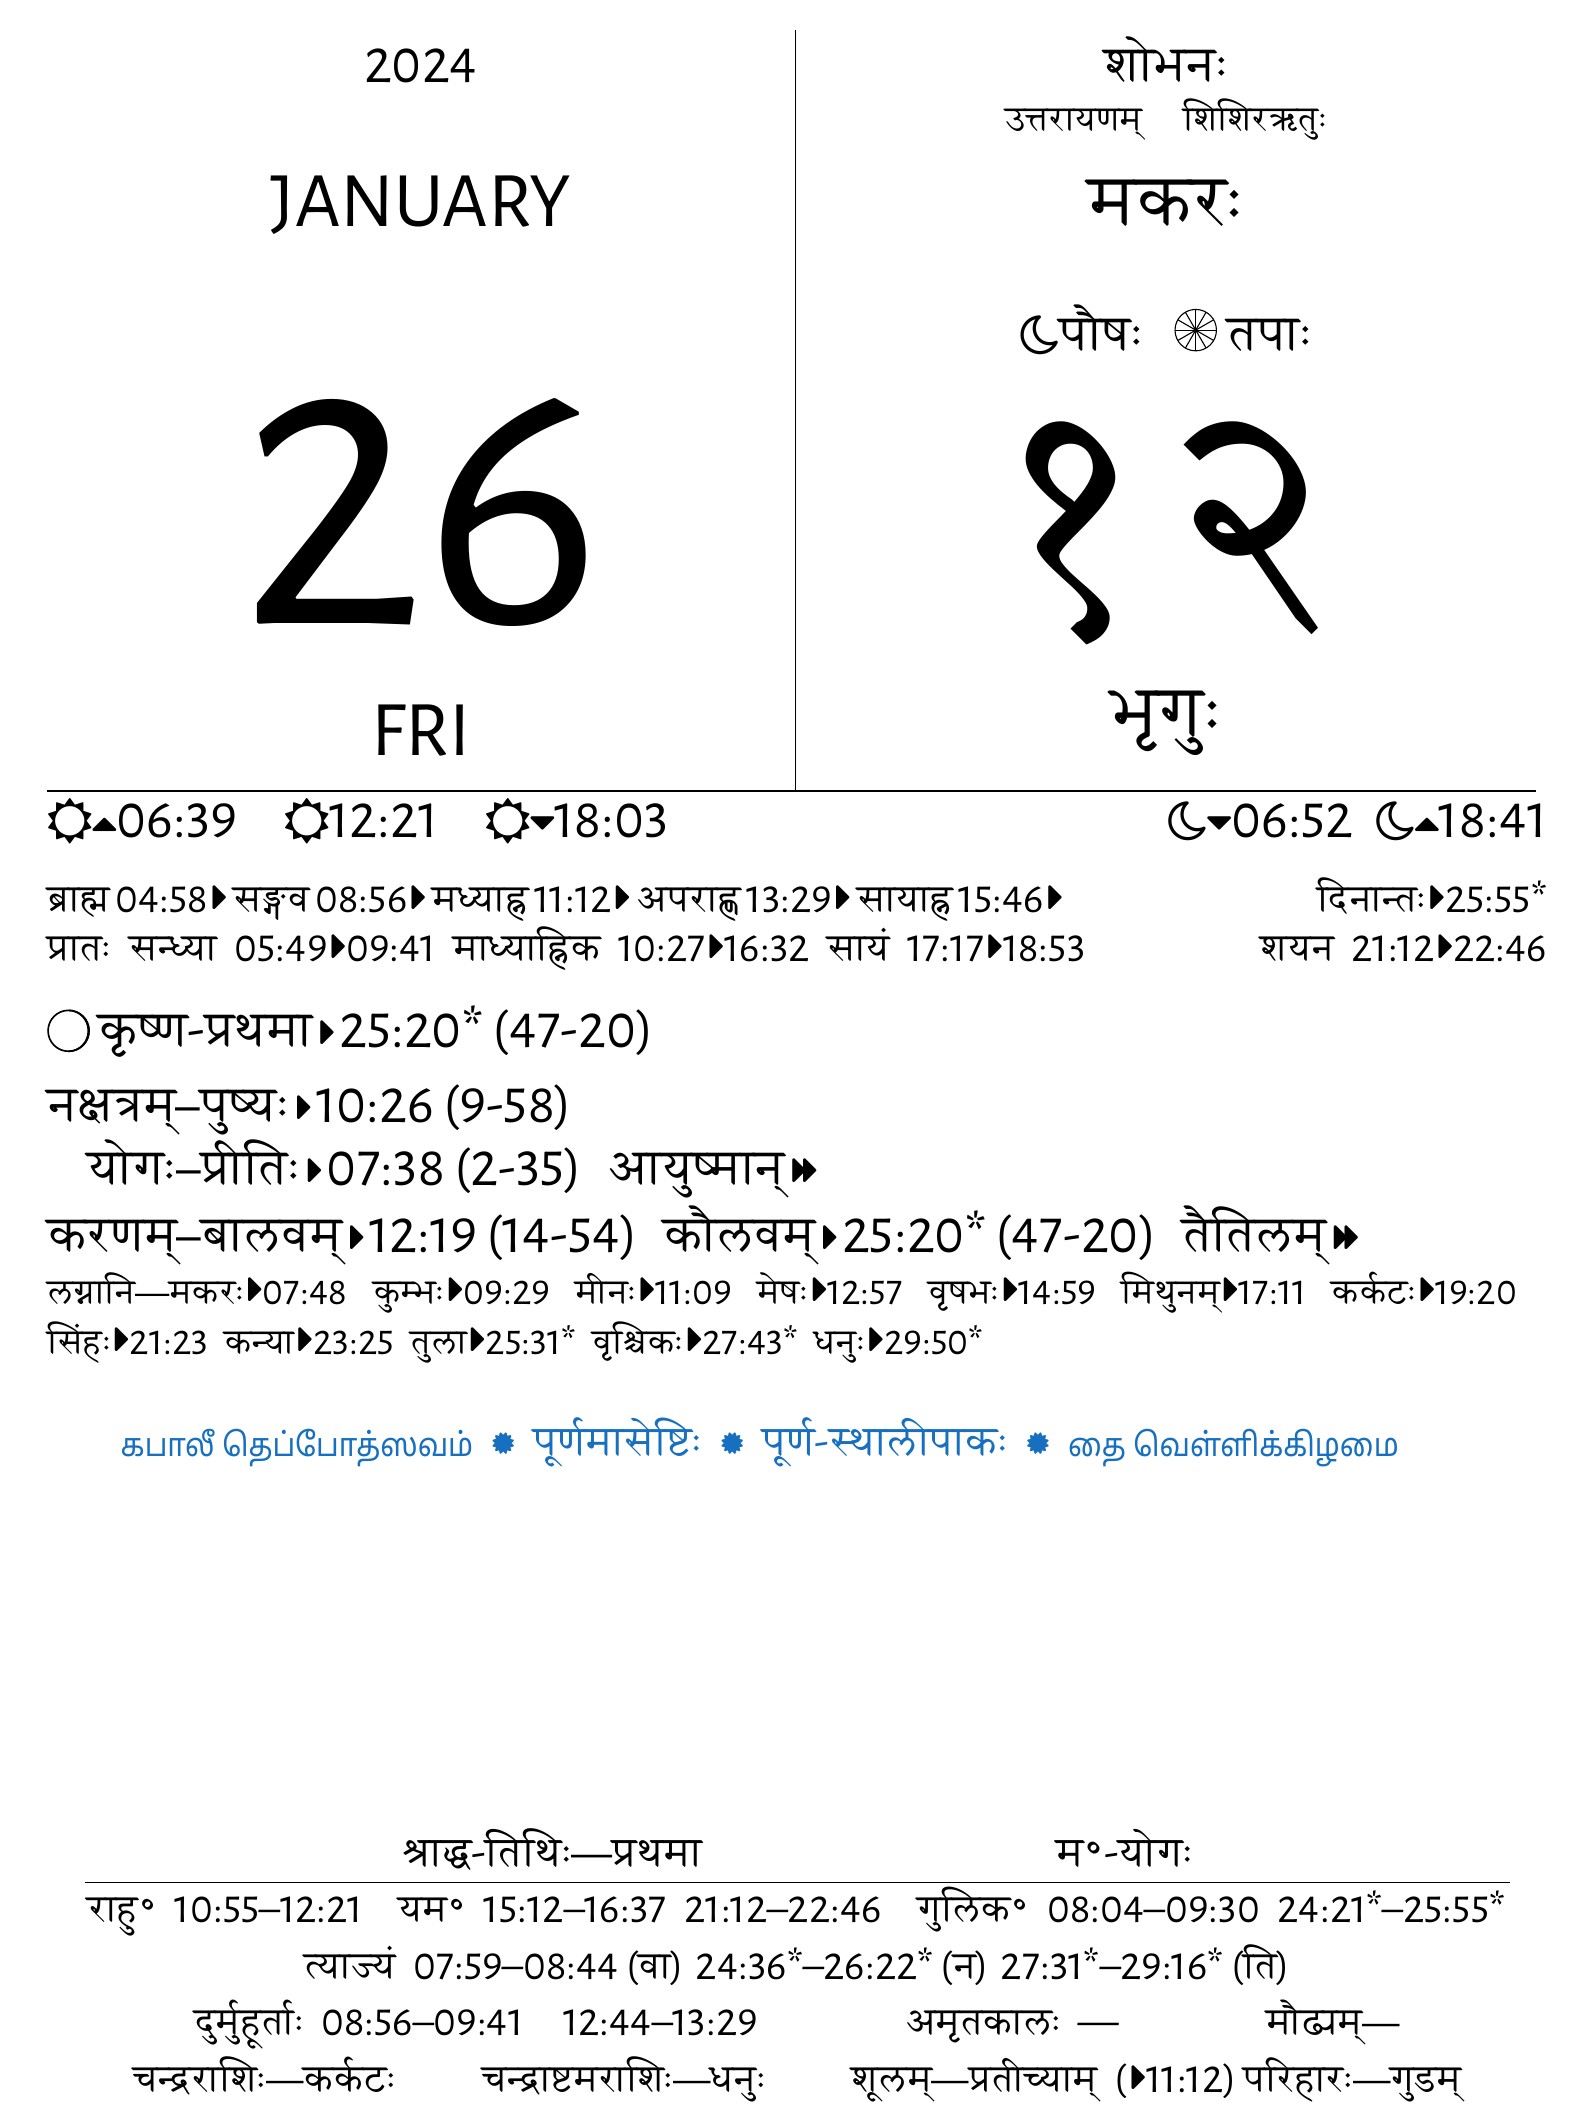 2024
JANUARY
26
FRI
शोभनः
उत्तरायणम् शिशिरऋतुः
मकरः
पौषः तपाः
१२
भृगुः
06:39 12:21 18:03 06:52 18:41
ब्राह्म 04:58 सङ्गव 08:56 मध्याह्न 11:12 अपराह्ण 13:29 सायाह्न 15:46 दिनान्तः 25:55*
प्रातः सन्ध्या 05:49 09:41 माध्याह्निक 10:27 16:32 सायं 17:17 18:53 शयन 21:12 22:46
कृष्ण-प्रथमा 25:20* (47-20)
नक्षत्रम्–पुष्यः 10:26 (9-58)
योगः–प्रीतिः 07:38 (2-35) आयुष्मान्
करणम्–बालवम् 12:19 (14-54) कौलवम् 25:20* (47-20) तैतिलम्
लग्नानि—मकरः 07:48 कुम्भः 09:29 मीनः 11:09 मेषः 12:57 वृषभः 14:59 मिथुनम् 17:11 कर्कटः 19:20
सिंहः 21:23 कन्या 23:25 तुला 25:31* वृश्चिकः 27:43* धनुः 29:50*
கபாலீ தெப்போத்ஸவம் ✹ पूर्णमासेष्टिः ✹ पूर्ण-स्थालीपाकः ✹ தை வெள்ளிக்கிழமை
श्राद्ध-तिथिः—प्रथमा म॰-योगः
राहु॰ 10:55–12:21 यम॰ 15:12–16:37 21:12–22:46 गुलिक॰ 08:04–09:30 24:21*–25:55*
त्याज्यं 07:59–08:44 (वा) 24:36*–26:22* (न) 27:31*–29:16* (ति)
दुर्मुहूर्ताः 08:56–09:41 12:44–13:29 अमृतकालः — मौढ्यम्—
चन्द्रराशिः—कर्कटः चन्द्राष्टमराशिः—धनुः शूलम्—प्रतीच्याम् (11:12) परिहारः—गुडम्